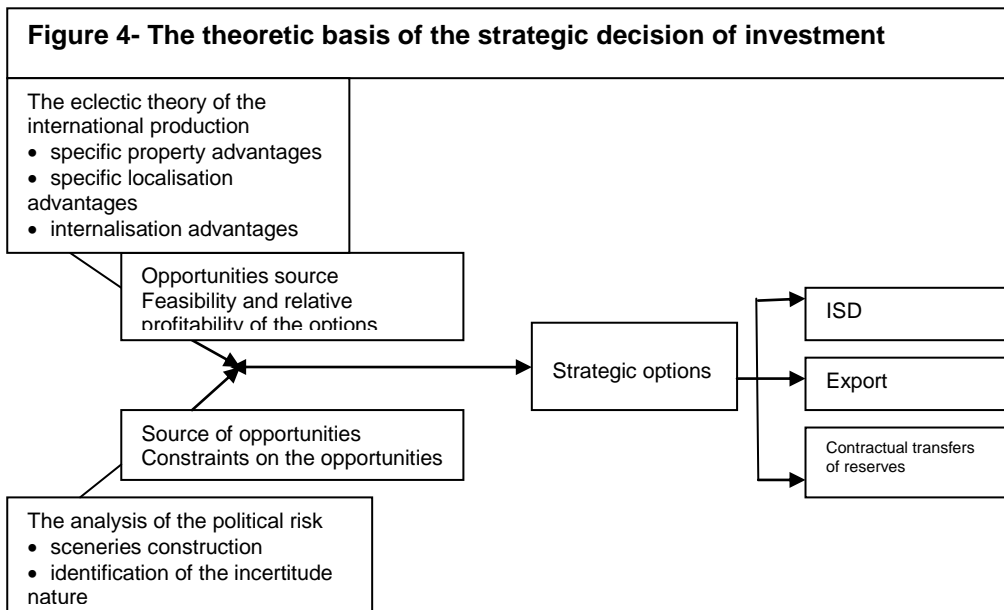 Figure 4- The theoretic basis of the strategic decision of investment
The eclectic theory of the
international production
• specific property advantages
• specific localisation
advantages
• internalisation advantages
Opportunities source
Feasibility and relative
profitability of the options
Strategic options
ISD
Export
Contractual transfers
of reserves
Source of opportunities
Constraints on the opportunities
The analysis of the political risk
• sceneries construction
• identification of the incertitude
nature